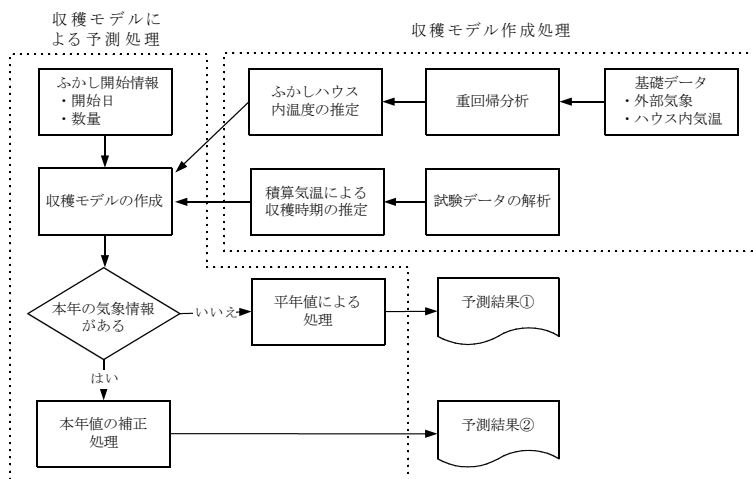 収穫モデルに
よる予測処理
収穫モデル作成処理
ふかし開始情報
・開始日
・数量
ふかしハウス
内温度の推定
重回帰分析
基礎データ
・外部気象
・ハウス内気温
収穫モデルの作成
積算気温による
収穫時期の推定
試験データの解析
本年の気象情報
がある
いいえ
平年値による
処理
予測結果①
はい
本年値の補正
処理
予測結果②